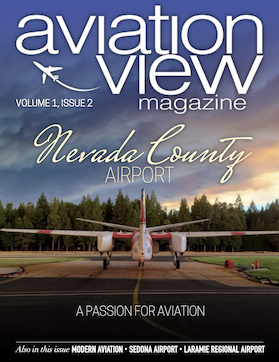 aviation
view
VOLUME 1, ISSUE 2
magazine
Nevada County
AIRPORT
A PASSION FOR AVIATION
Also in this issue MODERN AVIATION • SEDONA AIRPORT • LARAMIE REGIONAL AIRPORT